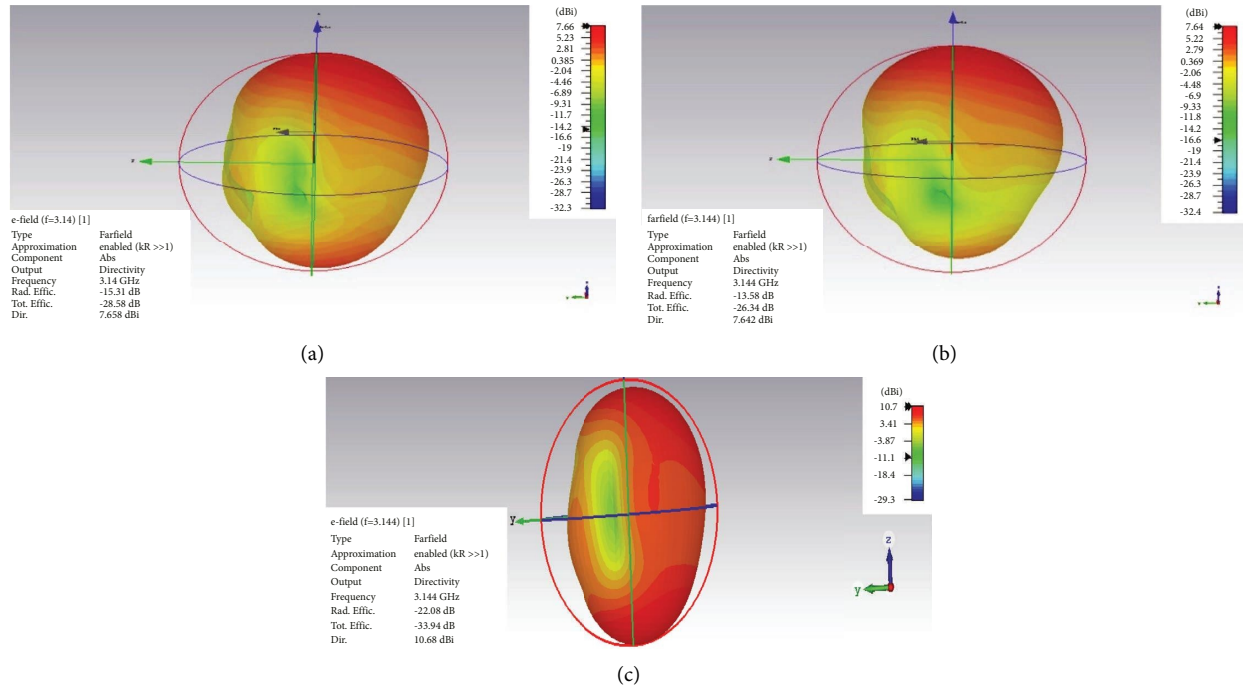 (dBi)
7.66
5.23
2.81
0.385
-2.04
-4.46
-6.89
-9.31
-11.7
-14.2
-16.6
-19
-21.4
-23.9
-26.3
-28.7
-32.3
e-field (f=3.14) [1]
Type Farfield
Approximation enabled (kR >>1)
Component Abs
Output Directivity
Frequency 3.14 GHz
Rad. Effic. -15.31 dB
Tot. Effic. -28.58 dB
Dir. 7.658 dBi
(a)
(dBi)
7.64
5.22
2.79
0.369
-2.06
-4.48
-6.9
-9.33
-11.8
-14.2
-16.6
-19
-21.4
-23.9
-26.3
-28.7
-32.4
farfield (f=3.144) [1]
Type Farfield
Approximation enabled (kR >>1)
Component Abs
Output Directivity
Frequency 3.144 GHz
Rad. Effic. -13.58 dB
Tot. Effic. -26.34 dB
Dir. 7.642 dBi
(b)
(dBi)
10.7
3.41
-3.87
-11.1
-18.4
-29.3
y
e-field (f=3.144) [1]
Type Farfield
Approximation enabled (kR >>1)
Component Abs
Output Directivity
Frequency 3.144 GHz
Rad. Effic. -22.08 dB
Tot. Effic. -33.94 dB
Dir. 10.68 dBi
z
y
(c)